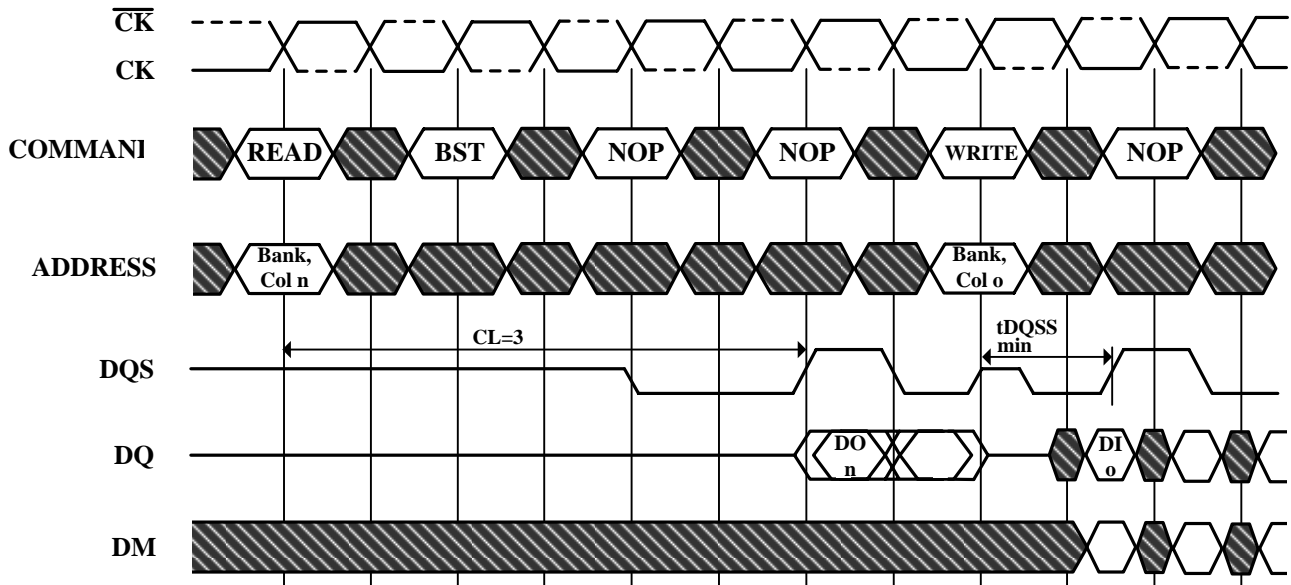 CK
CK
COMMANI
READ
BST
NOP
NOP
WRITE
NOP
ADDRESS
Bank,
Col n
Bank,
Col o
CL=3
tDQSS
min
DQS
DQ
DO
n
DI
o
DM